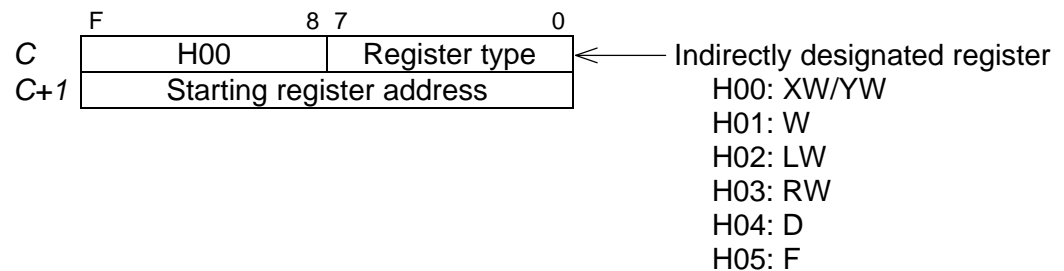 F 8 7 0
C H00 Register type Indirectly designated register
C+1 Starting register address
H00: XW/YW
H01: W
H02: LW
H03: RW
H04: D
H05: F